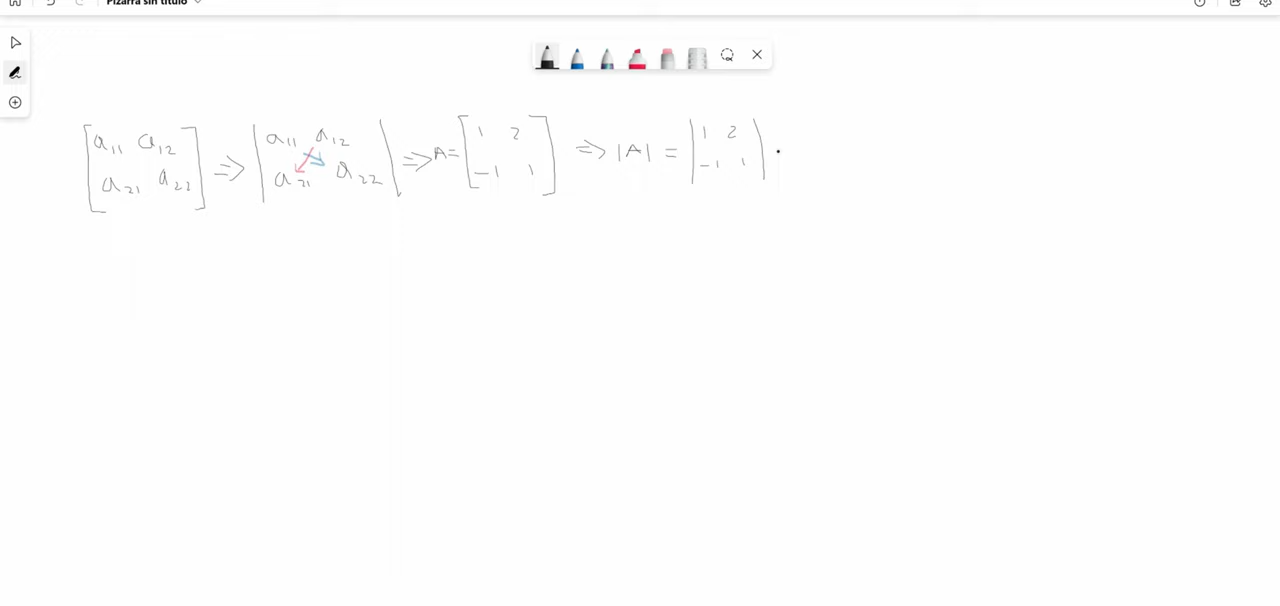 Pizarra sin título
[a11 a12 ⇒ |a11 a12| ⇒ A= [1 2 ⇒ |A| = |1 2|
a21 a22] |a21 a22| -1 1] |-1 1|